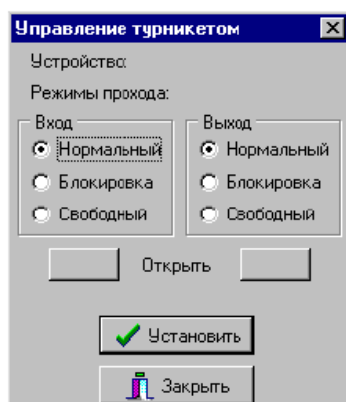 Управление турникетом
Устройство:
Режимы прохода:
Вход Выход
Нормальный Нормальный
Блокировка Блокировка
Свободный Свободный
Открыть
Установить
Закрыть